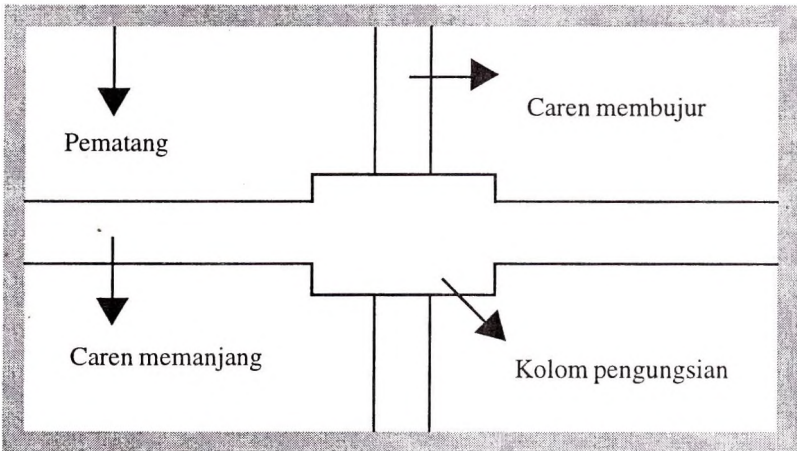 Caren membujur
Pematang
Caren memanjang
Kolom pengungsian